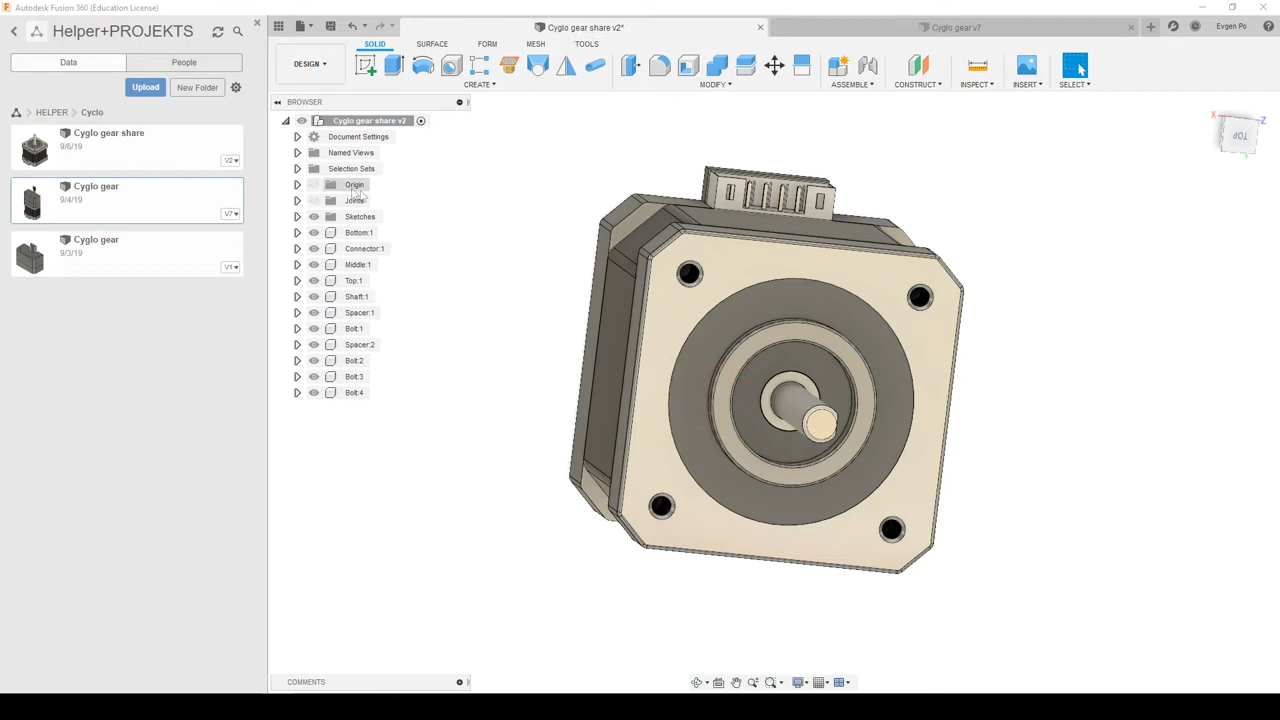 Autodesk Fusion 360 (Education License)
Helper+PROJEKTS
Data People
Upload New Folder
HELPER > Cyclo
Cyglo gear share
9/6/19
V2
Cyglo gear
9/4/19
V7
Cyglo gear
9/3/19
V1
Cyglo gear share v2*
Cyglo gear v7
Evgen Po
SOLID SURFACE FORM MESH TOOLS
DESIGN
CREATE MODIFY ASSEMBLE CONSTRUCT INSPECT INSERT SELECT
BROWSER
Cyglo gear share v2
Document Settings
Named Views
Selection Sets
Origin
Joints
Sketches
Bottom:1
Connector:1
Middle:1
Top:1
Shaft:1
Spacer:1
Bolt:1
Spacer:2
Bolt:2
Bolt:3
Bolt:4
X
TOP
Z
Y
COMMENTS